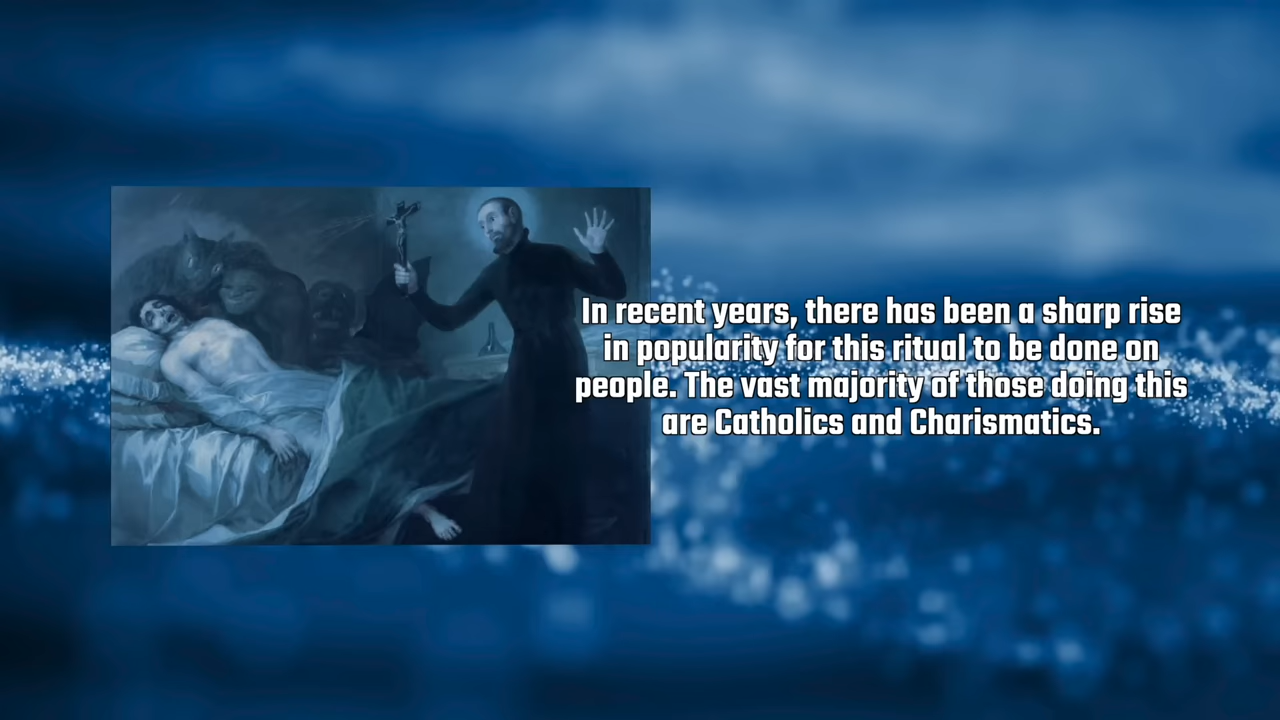 In recent years, there has been a sharp rise
in popularity for this ritual to be done on
people. The vast majority of those doing this
are Catholics and Charismatics.